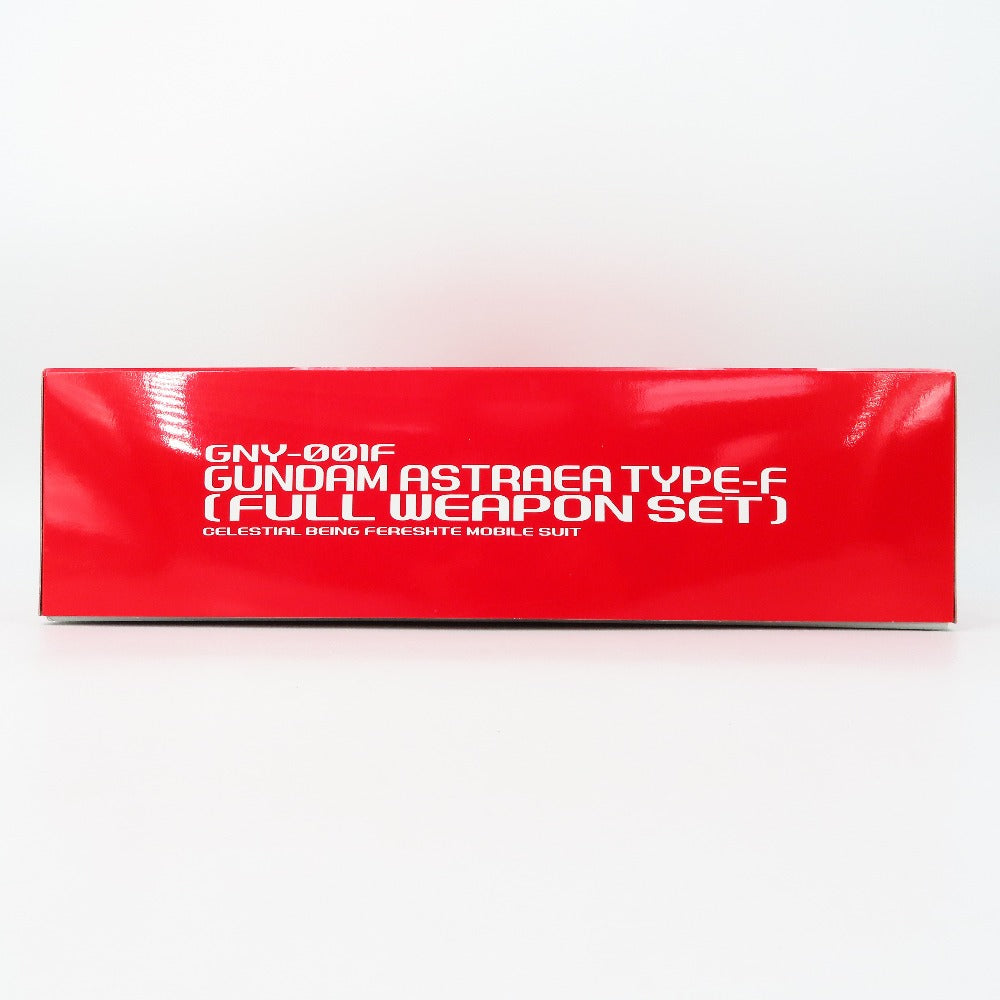 GNY-001F
GUNDAM ASTRAEA TYPE-F
(FULL WEAPON SET)
CELESTIAL BEING FERESHTE MOBILE SUIT